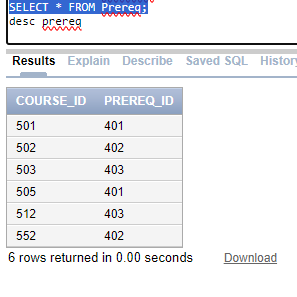 SELECT * FROM Prereq;
desc prereq
Results Explain Describe Saved SQL History
COURSE_ID PREREQ_ID
501 401
502 402
503 403
505 401
512 403
552 402
6 rows returned in 0.00 seconds Download